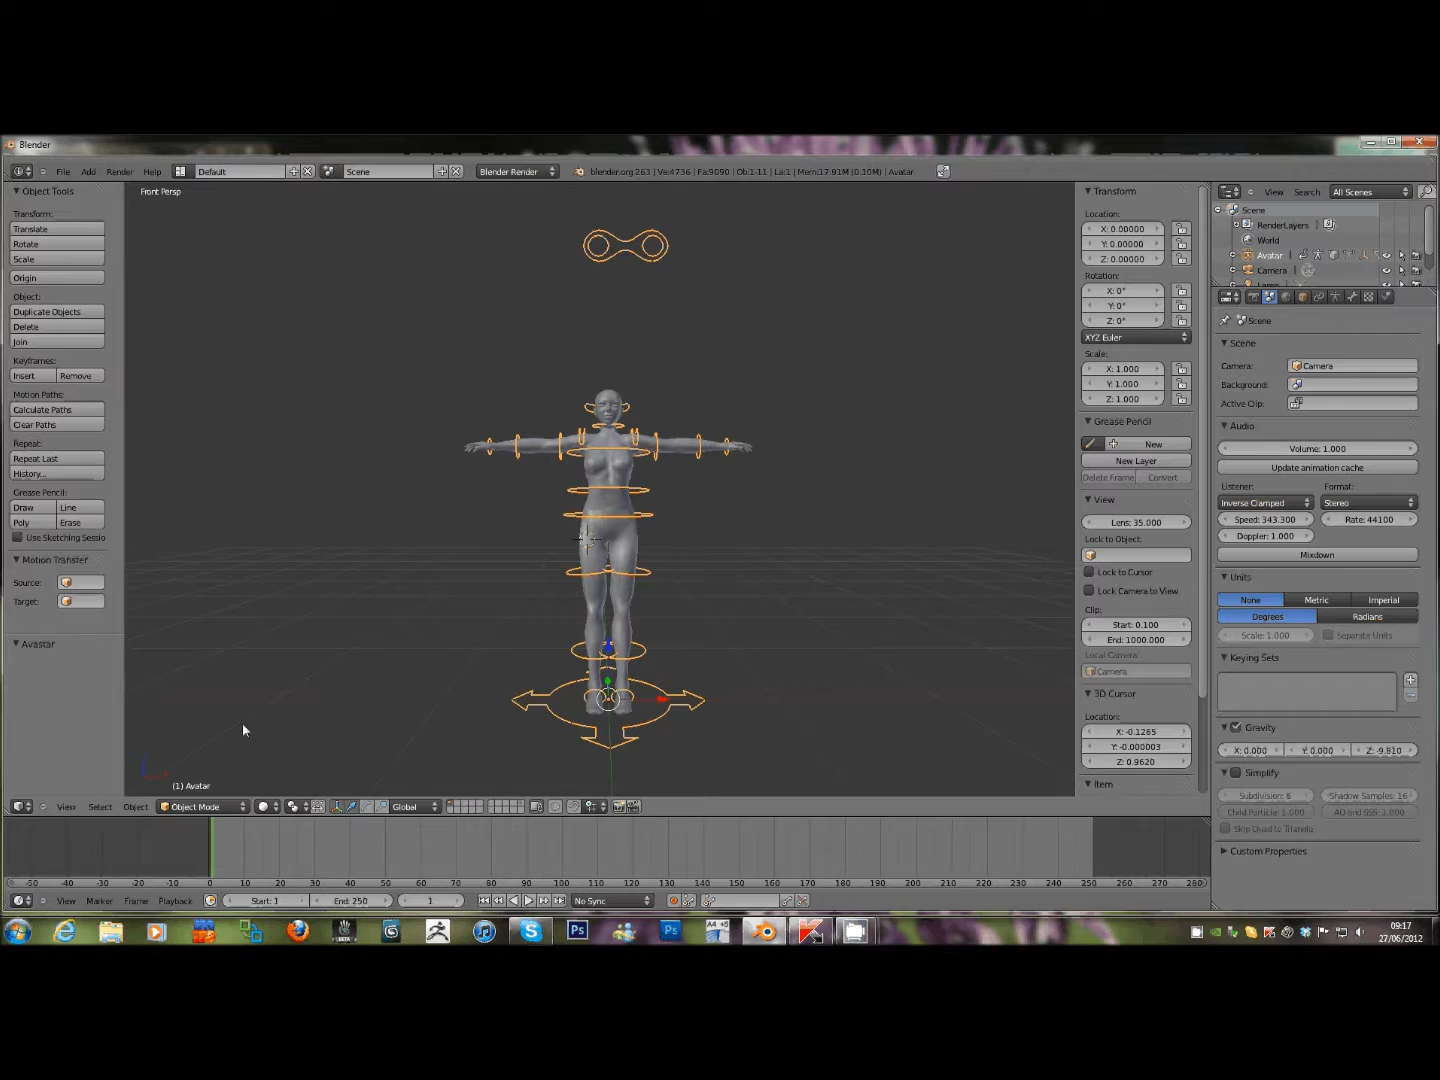 Blender
File Add Render Help Default Scene Blender Render blender.org 263 | Ve:4736 | Fa:9090 | Ob:1-11 | La:1 | Mem:17.91M (0.10M) | Avatar
Object Tools
Transform:
Translate
Rotate
Scale
Origin
Object:
Duplicate Objects
Delete
Join
Keyframes:
Insert Remove
Motion Paths:
Calculate Paths
Clear Paths
Repeat:
Repeat Last
History...
Grease Pencil:
Draw Line
Poly Erase
Use Sketching Sessio
Motion Transfer
Source:
Target:
Avastar
Front Persp
(1) Avatar
Transform
Location:
X: 0.00000
Y: 0.00000
Z: 0.00000
Rotation:
X: 0°
Y: 0°
Z: 0°
XYZ Euler
Scale:
X: 1.000
Y: 1.000
Z: 1.000
Grease Pencil
New
New Layer
Delete Frame Convert
View
Lens: 35.000
Lock to Object:
Lock to Cursor
Lock Camera to View
Clip:
Start: 0.100
End: 1000.000
Local Camera:
Camera
3D Cursor
Location:
X: -0.1265
Y: -0.000003
Z: 0.9620
Item
View Search All Scenes
Scene
RenderLayers
World
Avatar
Camera
Scene
Scene
Camera: Camera
Background:
Active Clip:
Audio
Volume: 1.000
Update animation cache
Listener: Format:
Inverse Clamped Stereo
Speed: 343.300 Rate: 44100
Doppler: 1.000
Mixdown
Units
None Metric Imperial
Degrees Radians
Scale: 1.000 Separate Units
Keying Sets
Gravity
X: 0.000 Y: 0.000 Z: -9.810
Simplify
Subdivision: 6 Shadow Samples: 16
Child Particle: 1.000 AO and SSS: 1.000
Skip Quad to Triangle
Custom Properties
View Select Object Object Mode Global
-50 -40 -30 -20 -10 0 10 20 30 40 50 60 70 80 90 100 110 120 130 140 150 160 170 180 190 200 210 220 230 240 250 260 270 280
View Marker Frame Playback Start: 1 End: 250 1 No Sync
Ps Ps
BETA
09:17
27/06/2012